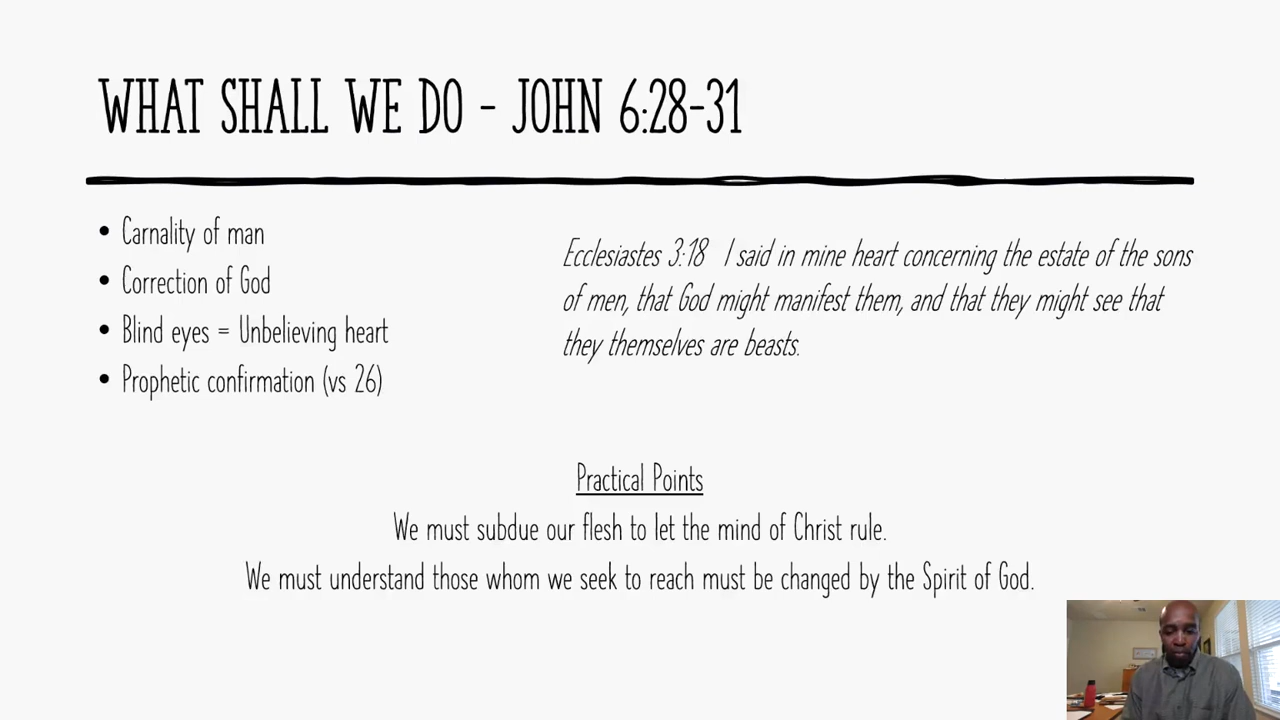 WHAT SHALL WE DO - JOHN 6:28-31
• Carnality of man
• Correction of God
• Blind eyes = Unbelieving heart
• Prophetic confirmation (vs 26)
Ecclesiastes 3:18 I said in mine heart concerning the estate of the sons
of men, that God might manifest them, and that they might see that
they themselves are beasts.
Practical Points
We must subdue our flesh to let the mind of Christ rule.
We must understand those whom we seek to reach must be changed by the Spirit of God.